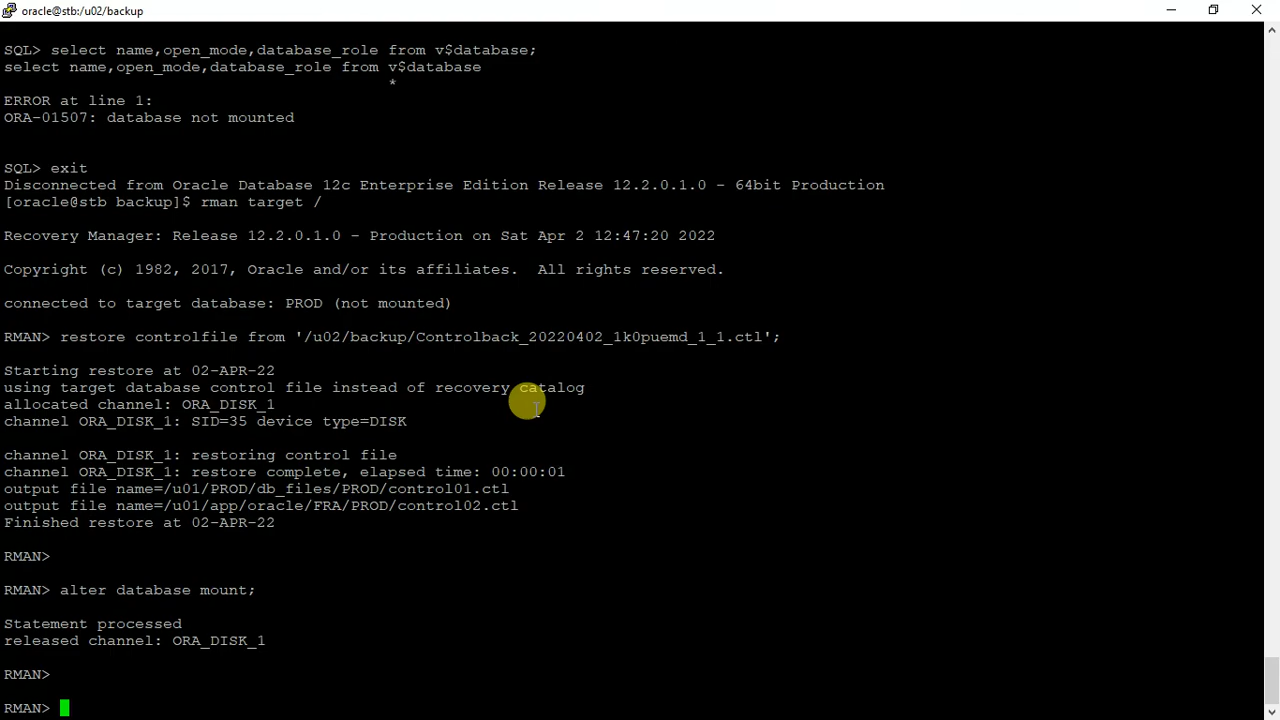 oracle@stb:/u02/backup
SQL> select name,open_mode,database_role from v$database;
select name,open_mode,database_role from v$database
*
ERROR at line 1:
ORA-01507: database not mounted
SQL> exit
Disconnected from Oracle Database 12c Enterprise Edition Release 12.2.0.1.0 - 64bit Production
[oracle@stb backup]$ rman target /
Recovery Manager: Release 12.2.0.1.0 - Production on Sat Apr 2 12:47:20 2022
Copyright (c) 1982, 2017, Oracle and/or its affiliates.  All rights reserved.
connected to target database: PROD (not mounted)
RMAN> restore controlfile from '/u02/backup/Controlback_20220402_1k0puemd_1_1.ctl';
Starting restore at 02-APR-22
using target database control file instead of recovery catalog
allocated channel: ORA_DISK_1
channel ORA_DISK_1: SID=35 device type=DISK
channel ORA_DISK_1: restoring control file
channel ORA_DISK_1: restore complete, elapsed time: 00:00:01
output file name=/u01/PROD/db_files/PROD/control01.ctl
output file name=/u01/app/oracle/FRA/PROD/control02.ctl
Finished restore at 02-APR-22
RMAN>
RMAN> alter database mount;
Statement processed
released channel: ORA_DISK_1
RMAN>
RMAN>